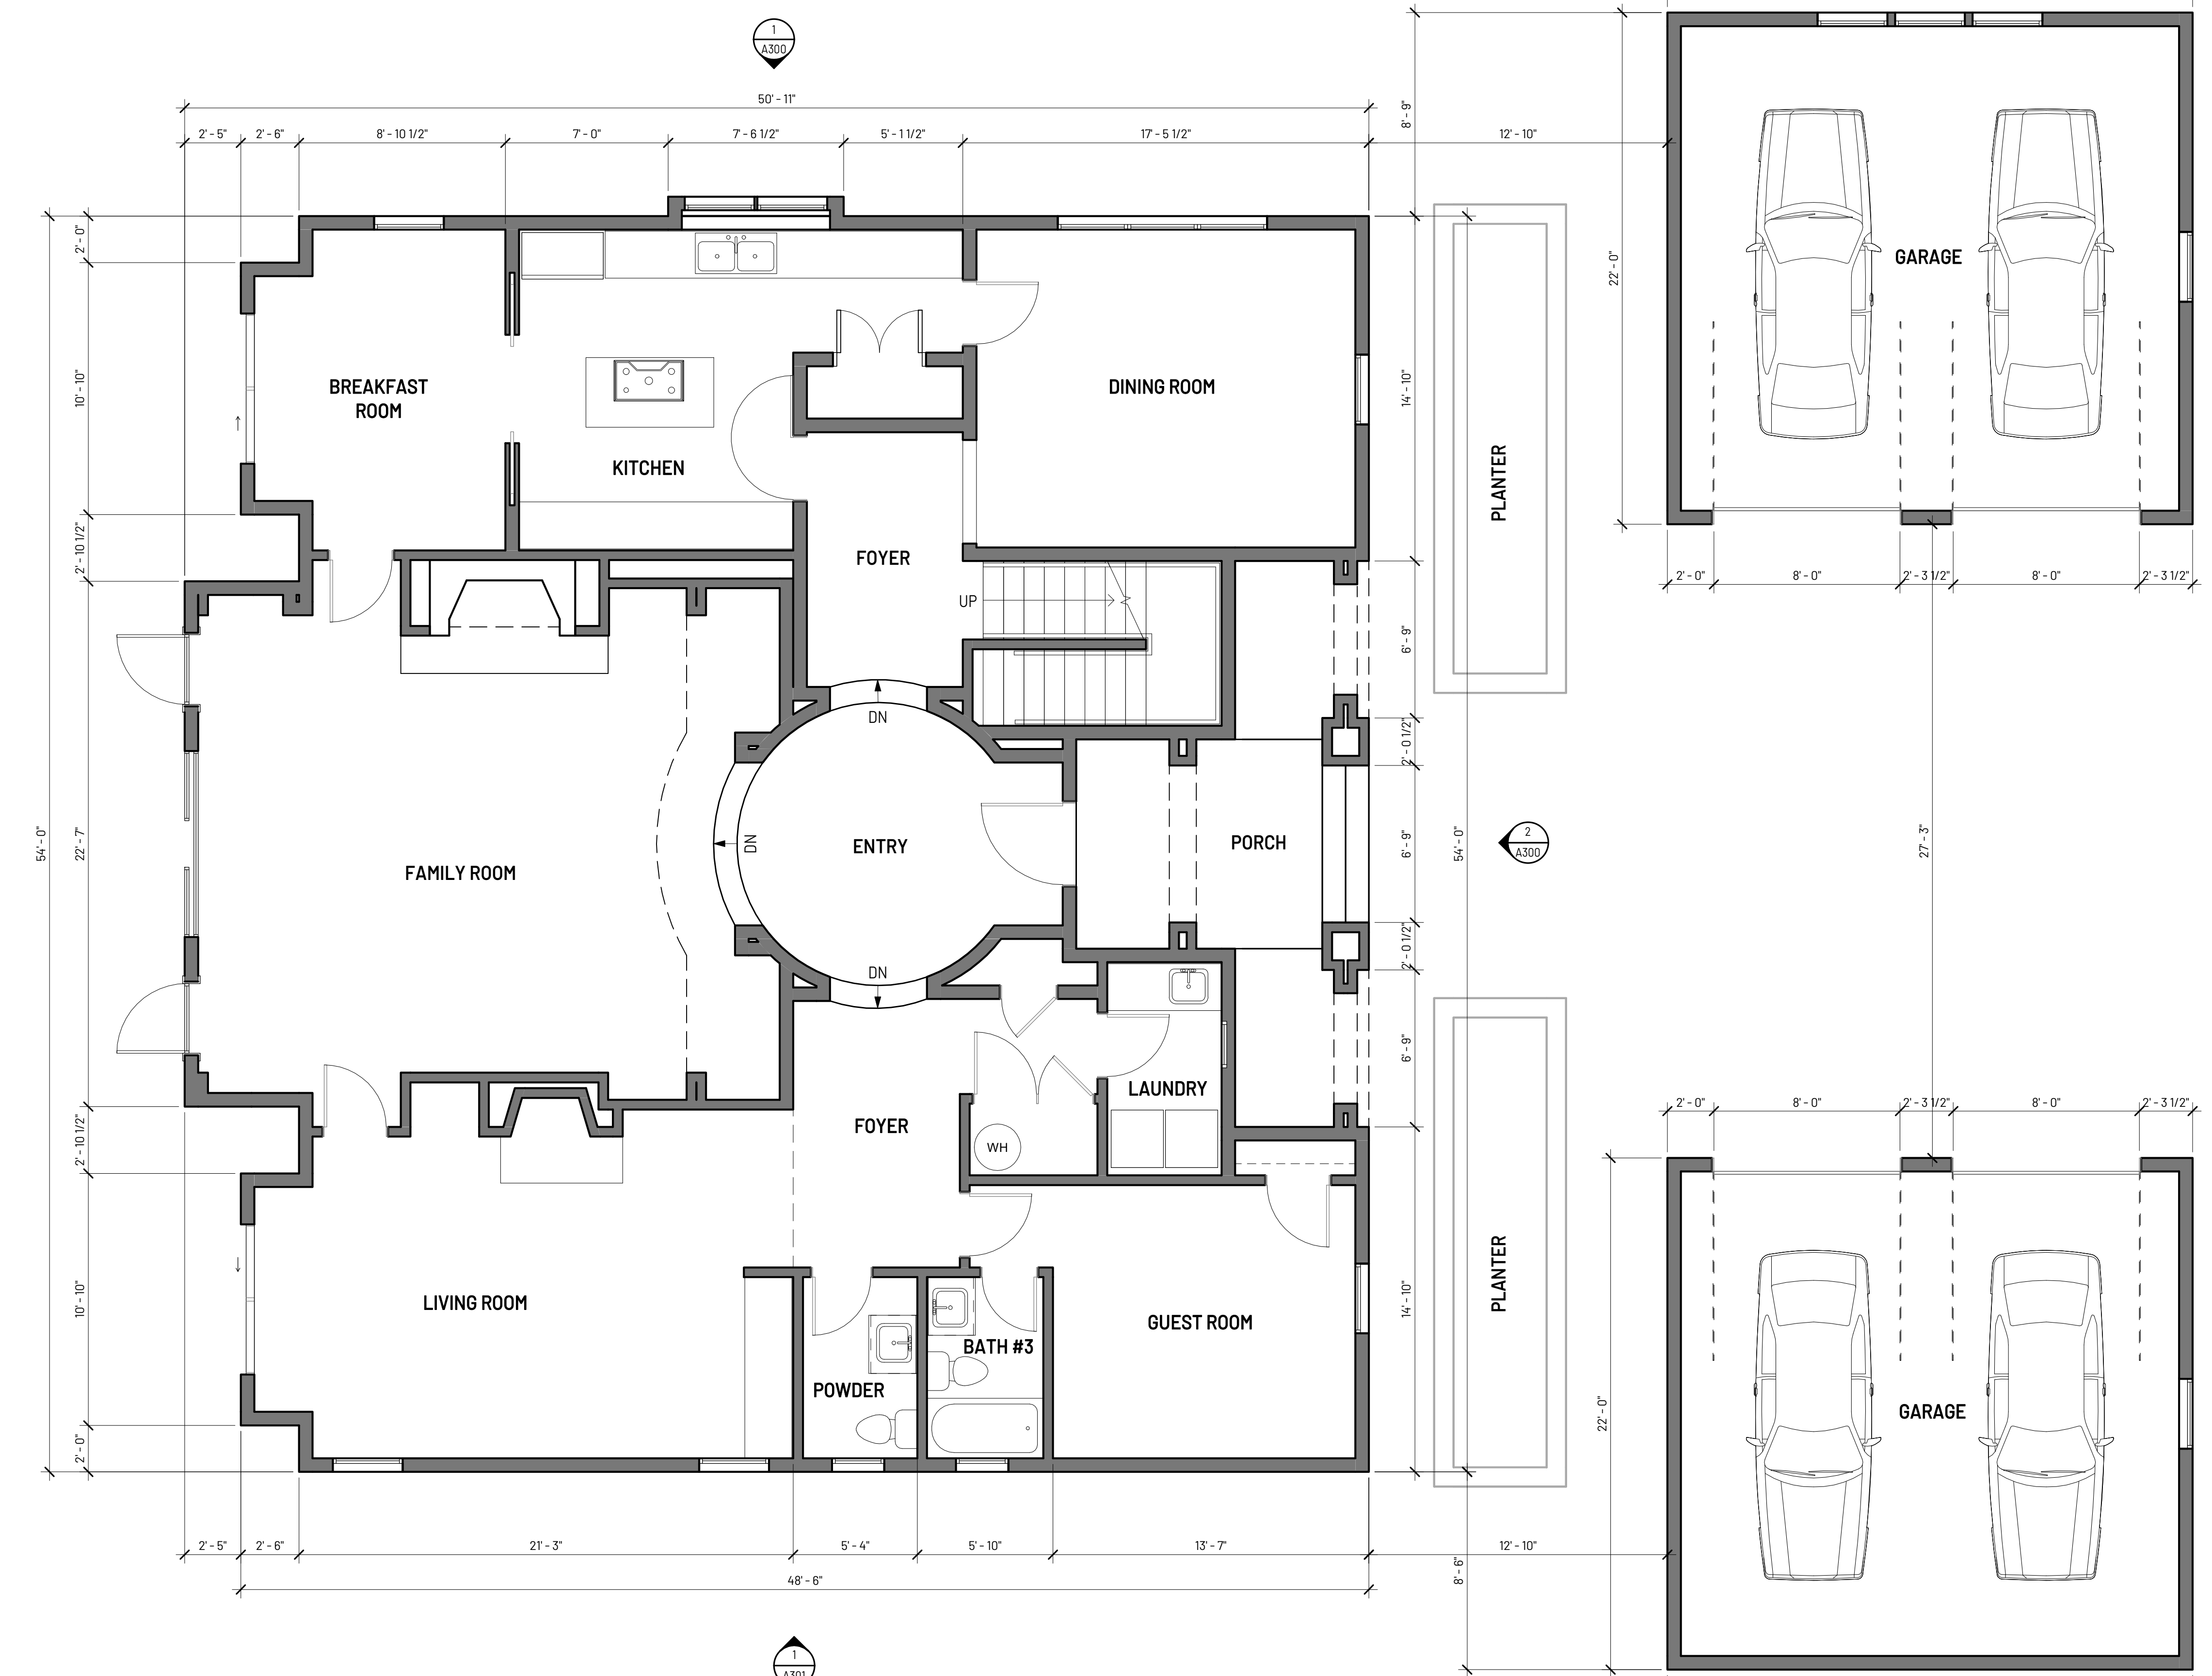 1
A300
50' - 11"
2' - 5"
2' - 6"
8' - 10 1/2"
7' - 0"
7' - 6 1/2"
5' - 1 1/2"
17' - 5 1/2"
12' - 10"
8' - 9"
22' - 0"
GARAGE
2' - 0"
10' - 10"
2' - 10 1/2"
22' - 7"
54' - 0"
2' - 10 1/2"
10' - 10"
2' - 0"
BREAKFAST
ROOM
KITCHEN
DINING ROOM
14' - 10"
PLANTER
FOYER
UP
6' - 9"
2' - 0"
8' - 0"
2' - 3 1/2"
8' - 0"
2' - 3 1/2"
DN
2' - 0 1/2"
FAMILY ROOM
DN
ENTRY
PORCH
6' - 9"
54' - 0"
2
A300
27' - 3"
DN
2' - 0 1/2"
6' - 9"
LAUNDRY
FOYER
WH
2' - 0"
8' - 0"
2' - 3 1/2"
8' - 0"
2' - 3 1/2"
LIVING ROOM
POWDER
BATH #3
GUEST ROOM
14' - 10"
PLANTER
22' - 0"
GARAGE
2' - 5"
2' - 6"
21' - 3"
5' - 4"
5' - 10"
13' - 7"
12' - 10"
8' - 6"
48' - 6"
1
A301